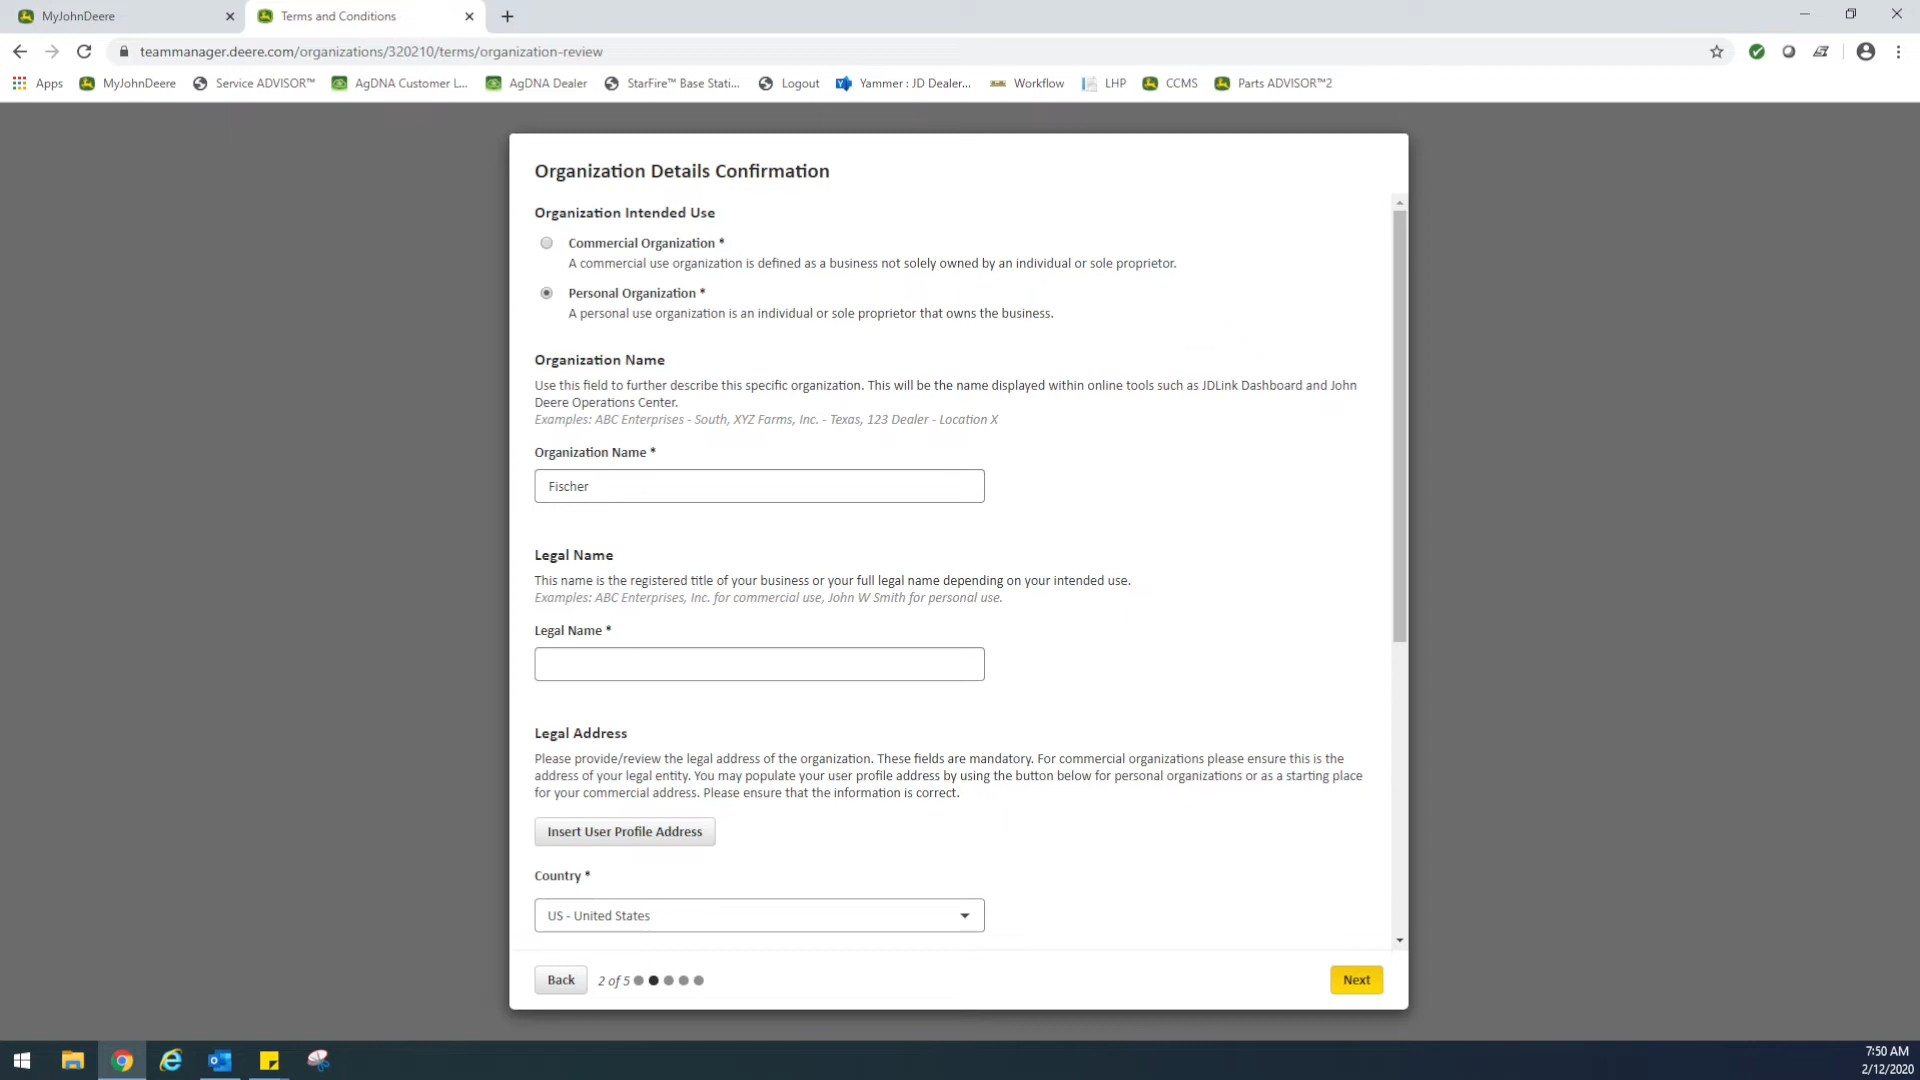 MyJohnDeere
Terms and Conditions
teammanager.deere.com/organizations/320210/terms/organization-review
Apps
MyJohnDeere
Service ADVISOR™
AgDNA Customer L...
AgDNA Dealer
StarFire™ Base Stati...
Logout
Yammer : JD Dealer...
Workflow
LHP
CCMS
Parts ADVISOR™2
Organization Details Confirmation
Organization Intended Use
Commercial Organization *
A commercial use organization is defined as a business not solely owned by an individual or sole proprietor.
Personal Organization *
A personal use organization is an individual or sole proprietor that owns the business.
Organization Name
Use this field to further describe this specific organization. This will be the name displayed within online tools such as JDLink Dashboard and John
Deere Operations Center.
Examples: ABC Enterprises - South, XYZ Farms, Inc. - Texas, 123 Dealer - Location X
Organization Name *
Fischer
Legal Name
This name is the registered title of your business or your full legal name depending on your intended use.
Examples: ABC Enterprises, Inc. for commercial use, John W Smith for personal use.
Legal Name *
Legal Address
Please provide/review the legal address of the organization. These fields are mandatory. For commercial organizations please ensure this is the
address of your legal entity. You may populate your user profile address by using the button below for personal organizations or as a starting place
for your commercial address. Please ensure that the information is correct.
Insert User Profile Address
Country *
US - United States
Back
2 of 5
Next
7:50 AM
2/12/2020